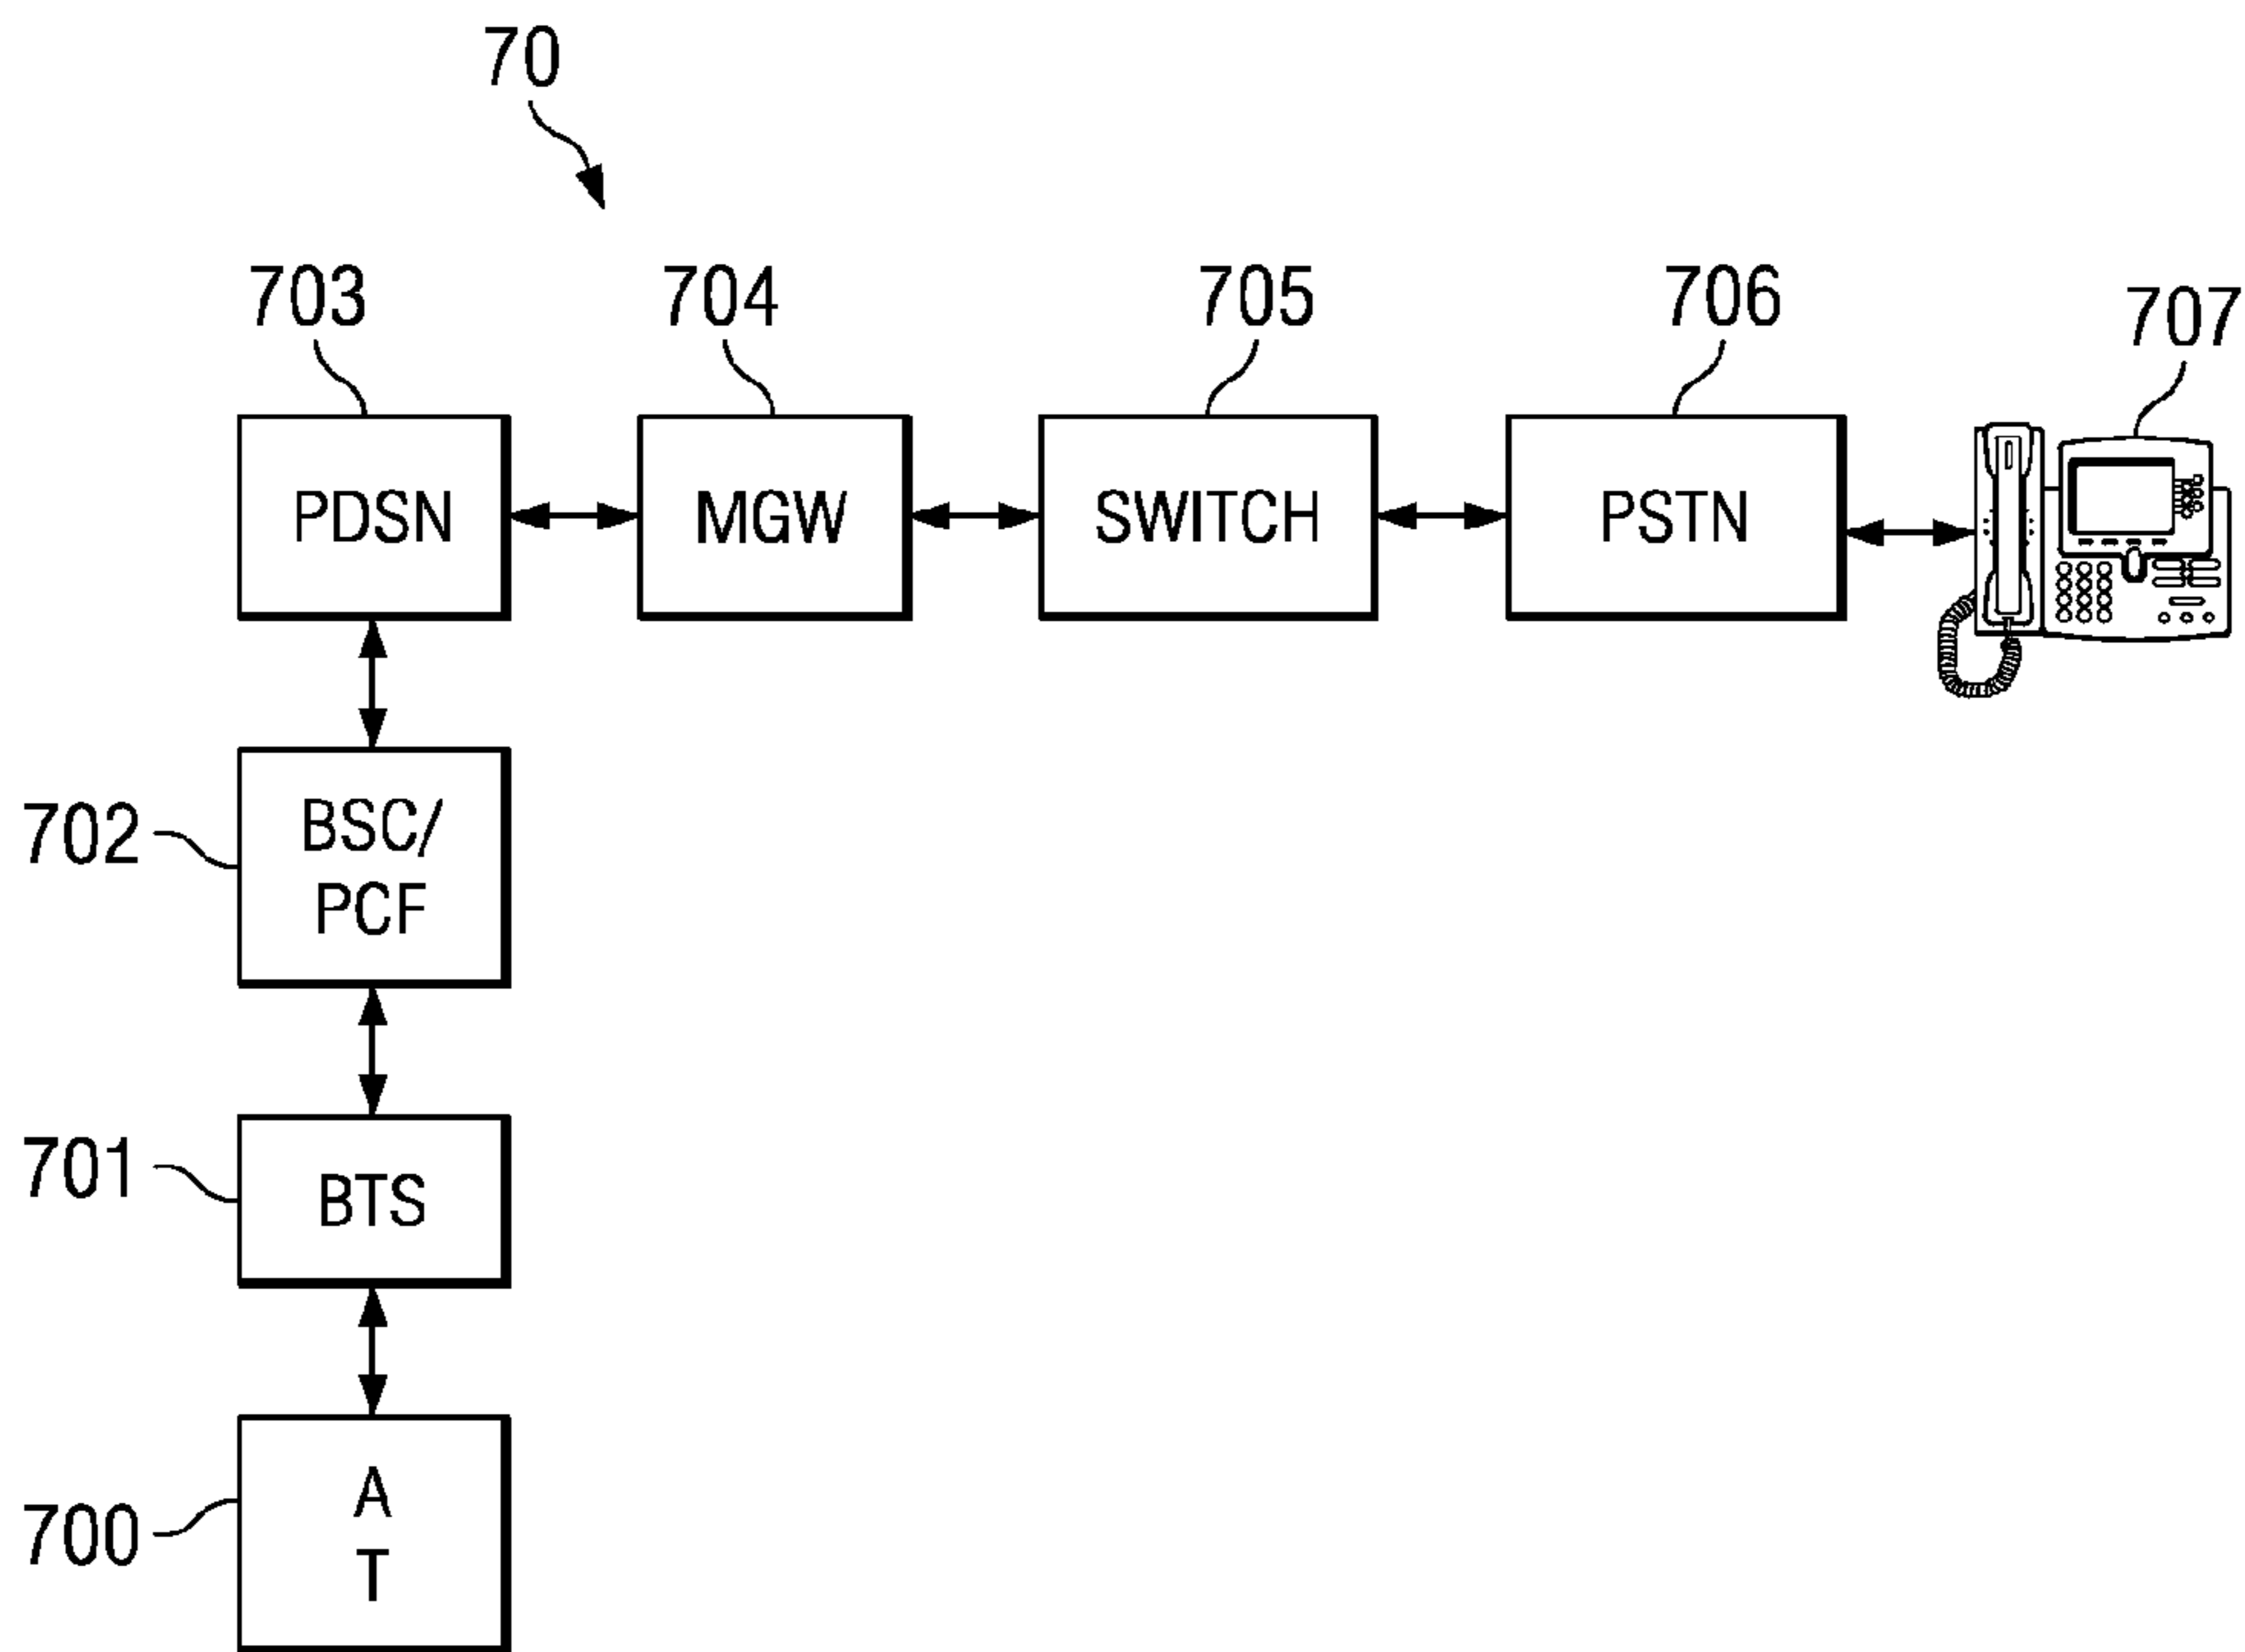 70
703
704
705
706
707
PDSN
MGW
SWITCH
PSTN
702
BSC/
PCF
701
BTS
700
A
T